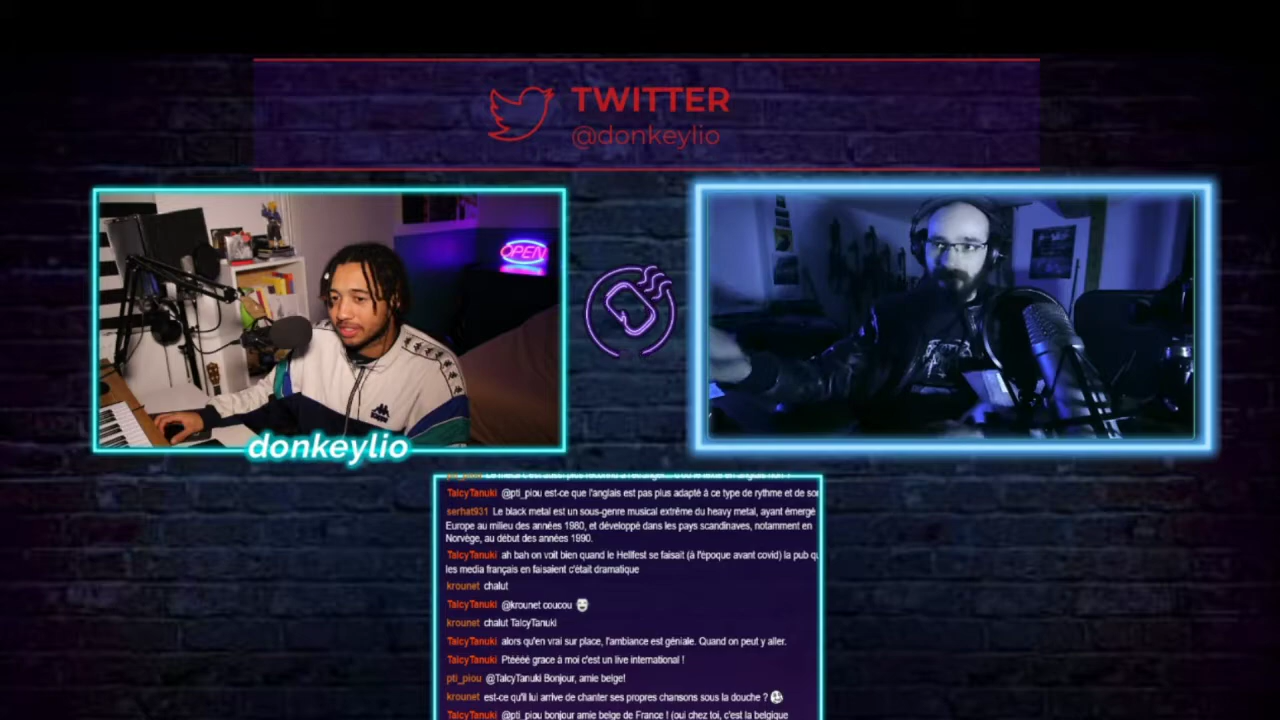 TWITTER
@donkeylio
OPEN
donkeylio
TalcyTanuki @pti_piou est-ce que l'anglais est pas plus adapté à ce type de rythme et de
serhat931 Le black metal est un sous-genre musical extrême du heavy metal, ayant émergé
Europe au milieu des années 1980, et développé dans les pays scandinaves, notamment en
Norvège, au début des années 1990.
TalcyTanuki ah bah on voit bien quand le Hellfest se faisait (à l'époque avant covid) la pub
les media français en faisaient c'était dramatique
krounet chalut
TalcyTanuki @krounet coucou
krounet chalut TalcyTanuki
TalcyTanuki alors qu'en vrai sur place, l'ambiance est géniale. Quand on peut y aller.
TalcyTanuki Ptéééé grace à moi c'est un live international !
pti_piou @TalcyTanuki Bonjour, amie belge!
krounet est-ce qu'il lui arrive de chanter ses propres chansons sous la douche ?
TalcyTanuki @pti_piou bonjour amie belge de France ! (oui chez toi, c'est la belgique